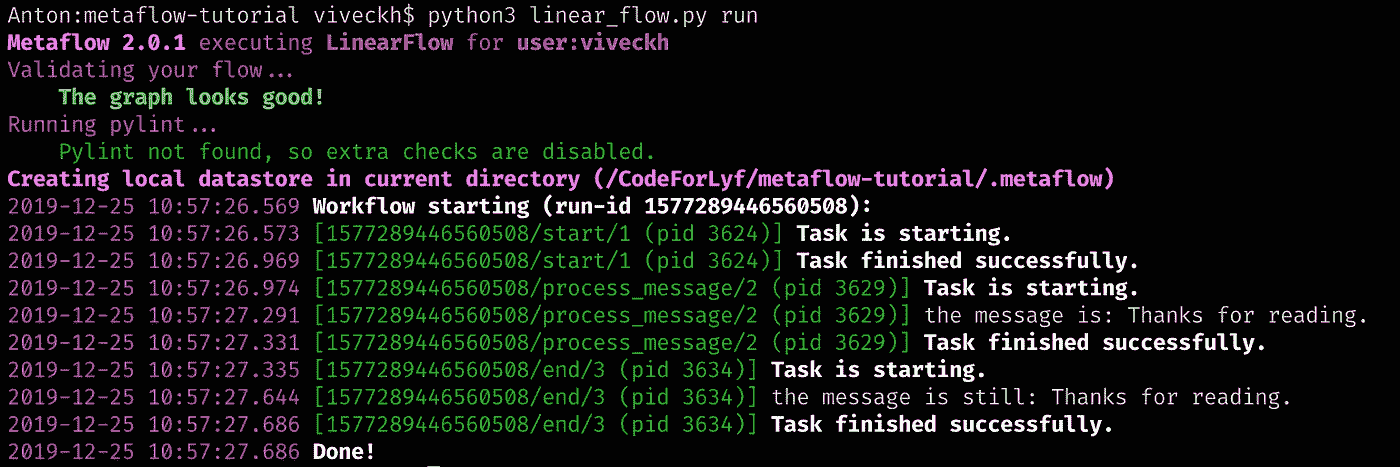 Anton:metaflow-tutorial viveckh$ python3 linear_flow.py run
Metaflow 2.0.1 executing LinearFlow for user:viveckh
Validating your flow...
The graph looks good!
Running pylint...
Pylint not found, so extra checks are disabled.
Creating local datastore in current directory (/CodeForLyf/metaflow-tutorial/.metaflow)
2019-12-25 10:57:26.569 Workflow starting (run-id 1577289446560508):
2019-12-25 10:57:26.573 [1577289446560508/start/1 (pid 3624)] Task is starting.
2019-12-25 10:57:26.969 [1577289446560508/start/1 (pid 3624)] Task finished successfully.
2019-12-25 10:57:26.974 [1577289446560508/process_message/2 (pid 3629)] Task is starting.
2019-12-25 10:57:27.291 [1577289446560508/process_message/2 (pid 3629)] the message is: Thanks for reading.
2019-12-25 10:57:27.331 [1577289446560508/process_message/2 (pid 3629)] Task finished successfully.
2019-12-25 10:57:27.335 [1577289446560508/end/3 (pid 3634)] Task is starting.
2019-12-25 10:57:27.644 [1577289446560508/end/3 (pid 3634)] the message is still: Thanks for reading.
2019-12-25 10:57:27.686 [1577289446560508/end/3 (pid 3634)] Task finished successfully.
2019-12-25 10:57:27.686 Done!